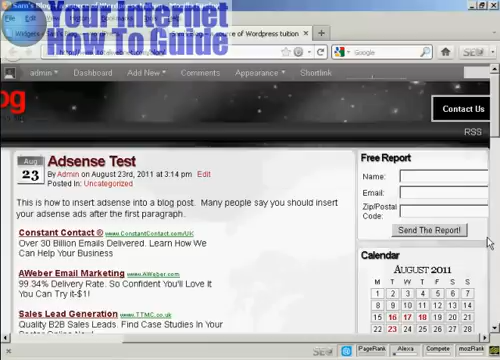 Your Internet
How To Guide
Google
admin
Dashboard
Add New
Comments
Appearance
Shortlink
og
Contact Us
RSS
Aug
23
Adsense Test
By Admin on August 23rd, 2011 at 3:14 pm Edit
Posted in: Uncategorized
This is how to insert adsense into a blog post. Many people say you should insert
your adsense ads after the first paragraph.
Constant Contact ® www.ConstantContact.com/UK
Over 30 Billion Emails Delivered. Learn How We
Can Help Your Business
AWeber Email Marketing www.AWeber.com
99.34% Delivery Rate. So Confident You'll Love It
You Can Try it-$1!
Sales Lead Generation www.TTMC.co.uk
Quality B2B Sales Leads. Find Case Studies In Your
Free Report
Name:
Email:
Zip/Postal
Code:
Send The Report!
Calendar
August 2011
M T W T F S S
1 2 3 4 5 6 7
8 9 10 11 12 13 14
15 16 17 18 19 20 21
22 23 24 25 26 27 28
PageRank
Alexa
Compete
mozRank